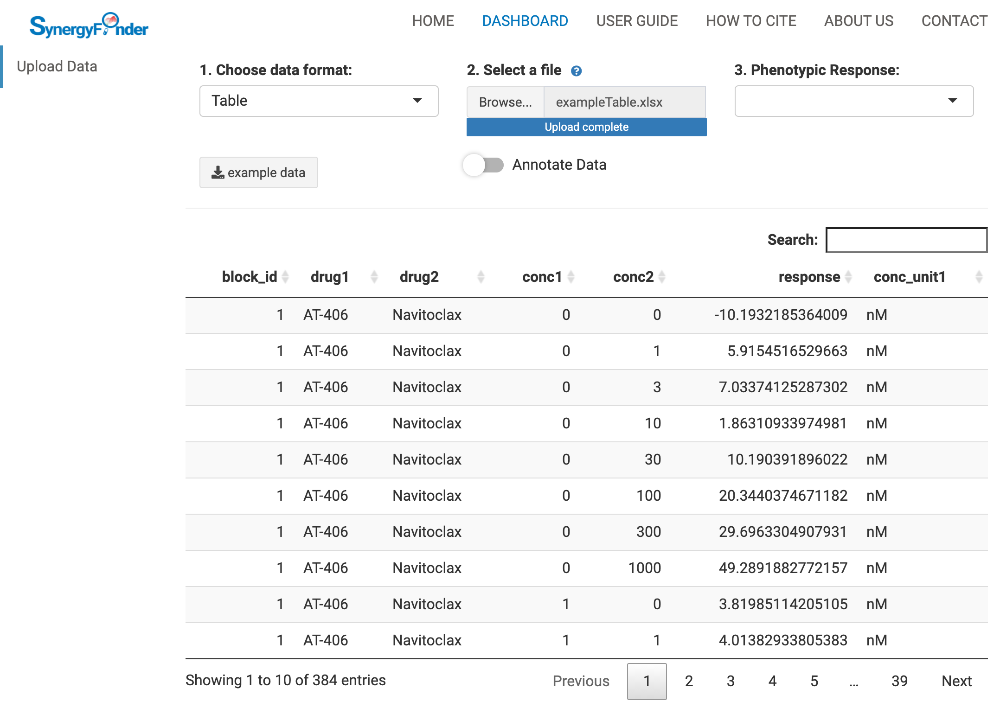 SynergyFinder
HOME DASHBOARD USER GUIDE HOW TO CITE ABOUT US CONTACT
Upload Data
1. Choose data format: 2. Select a file ? 3. Phenotypic Response:
Table Browse... exampleTable.xlsx
Upload complete
example data Annotate Data
Search:
block_id drug1 drug2 conc1 conc2 response conc_unit1
1 AT-406 Navitoclax 0 0 -10.1932185364009 nM
1 AT-406 Navitoclax 0 1 5.9154516529663 nM
1 AT-406 Navitoclax 0 3 7.03374125287302 nM
1 AT-406 Navitoclax 0 10 1.86310933974981 nM
1 AT-406 Navitoclax 0 30 10.190391896022 nM
1 AT-406 Navitoclax 0 100 20.3440374671182 nM
1 AT-406 Navitoclax 0 300 29.6963304907931 nM
1 AT-406 Navitoclax 0 1000 49.2891882772157 nM
1 AT-406 Navitoclax 1 0 3.81985114205105 nM
1 AT-406 Navitoclax 1 1 4.01382933805383 nM
Showing 1 to 10 of 384 entries Previous 1 2 3 4 5 … 39 Next